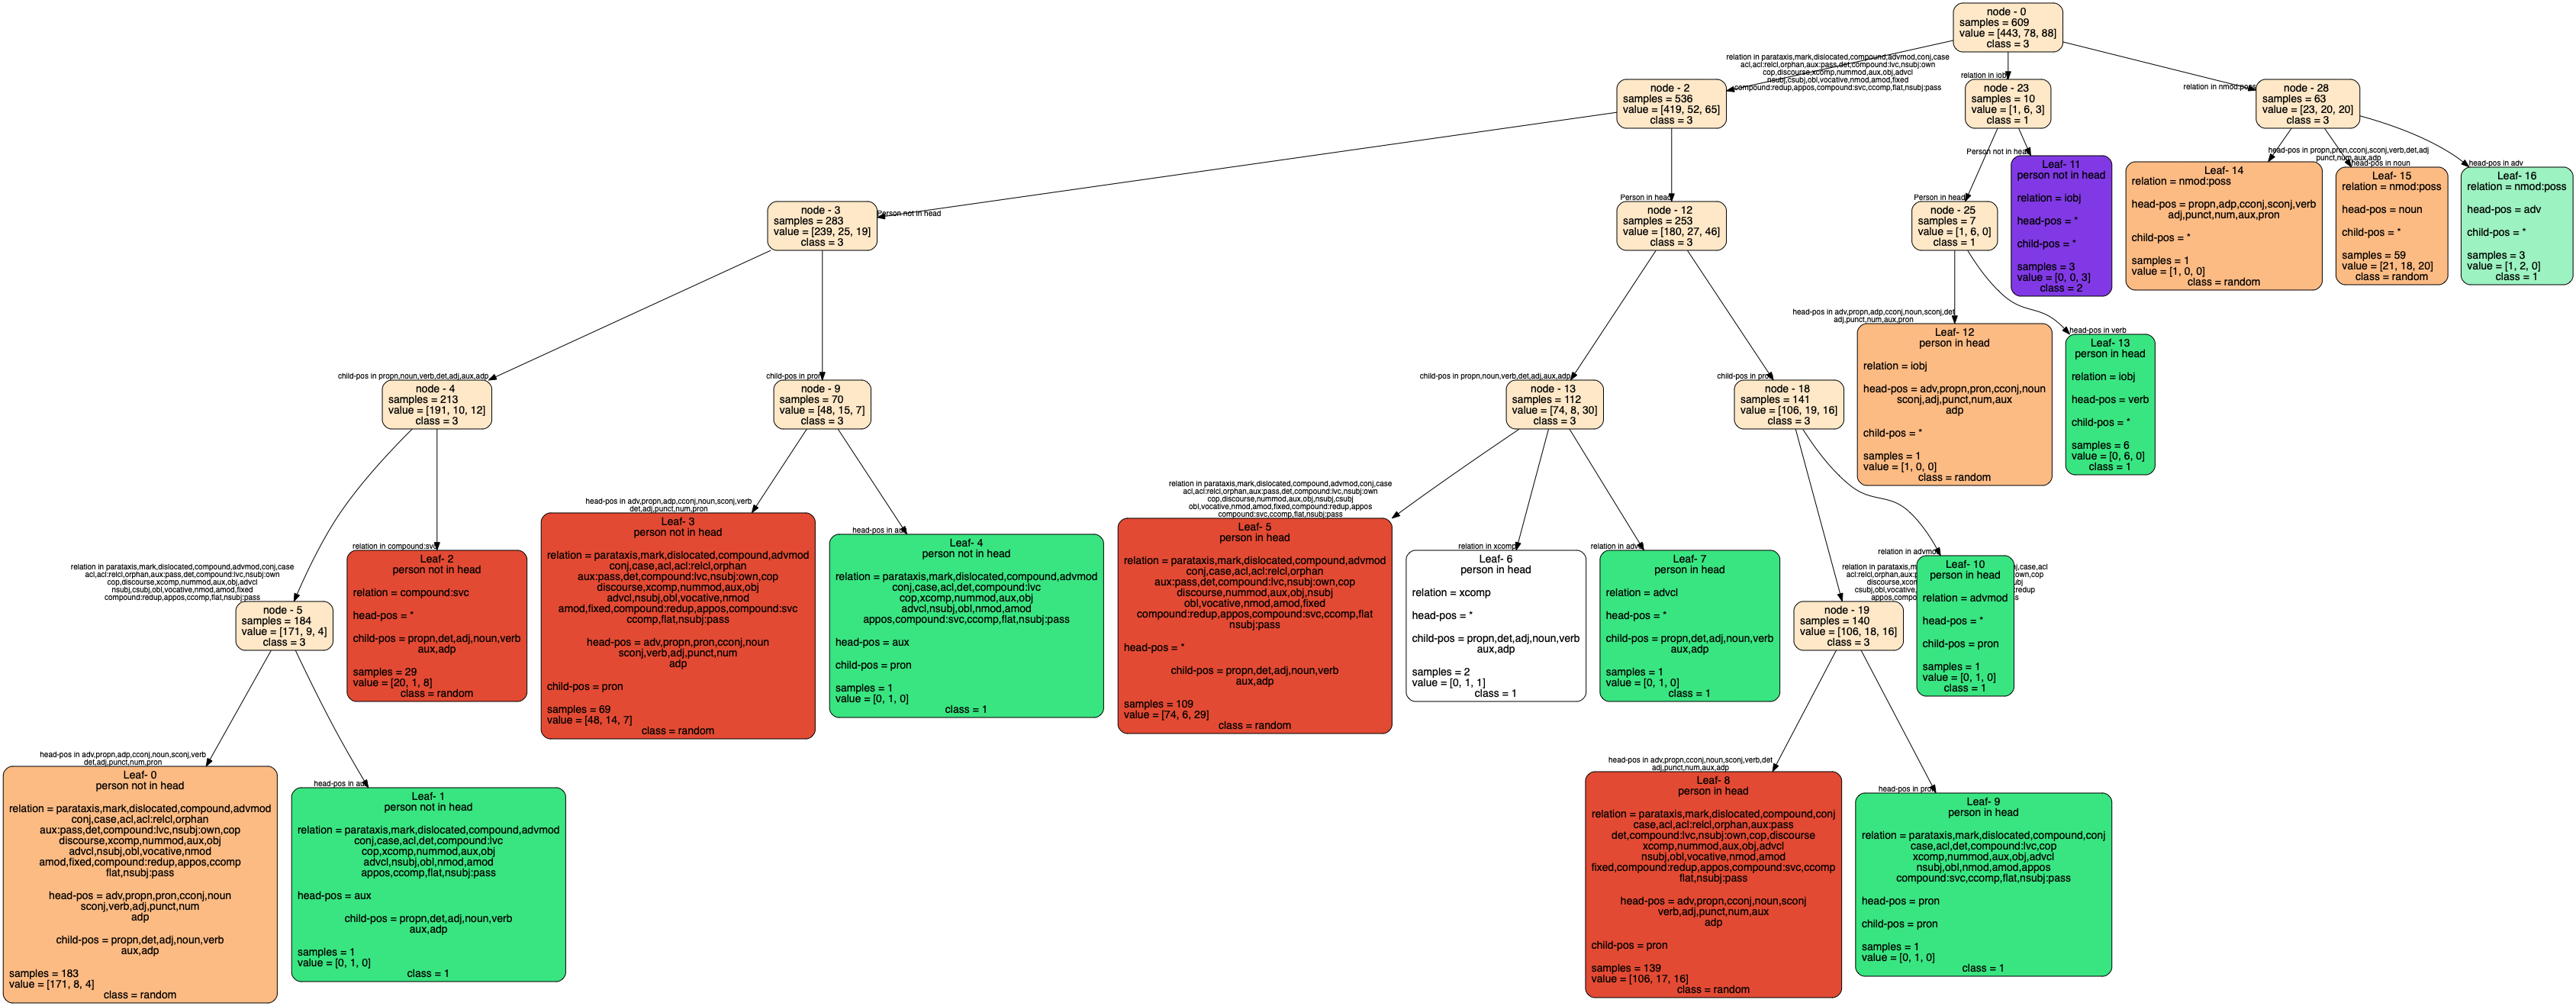 node - 0
samples = 609
value = [443, 78, 88]
class = 3
relation in parataxis,mark,dislocated,compound,advmod,conj,case
acl,acl:relcl,orphan,aux:pass,det,compound:lvc,nsubj:own
cop,discourse,xcomp,nummod,aux,obj,advcl
nsubj,csubj,obl,vocative,nmod,amod,fixed
compound:redup,appos,compound:svc,ccomp,flat,nsubj:pass
relation in iobj
relation in nmod:poss
node - 2
samples = 536
value = [419, 52, 65]
class = 3
node - 23
samples = 10
value = [1, 6, 3]
class = 1
node - 28
samples = 63
value = [23, 20, 20]
class = 3
Person not in head
Person in head
Person in head
Person not in head
head-pos in propn,pron,cconj,sconj,verb,det,adj
punct,num,aux,adp
head-pos in noun
head-pos in adv
node - 3
samples = 283
value = [239, 25, 19]
class = 3
node - 12
samples = 253
value = [180, 27, 46]
class = 3
node - 25
samples = 7
value = [1, 6, 0]
class = 1
Leaf- 11
person not in head
relation = iobj
head-pos = *
child-pos = *
samples = 3
value = [0, 0, 3]
class = 2
Leaf- 14
relation = nmod:poss
head-pos = propn,adp,cconj,sconj,verb
adj,punct,num,aux,pron
child-pos = *
samples = 1
value = [1, 0, 0]
class = random
Leaf- 15
relation = nmod:poss
head-pos = noun
child-pos = *
samples = 59
value = [21, 18, 20]
class = random
Leaf- 16
relation = nmod:poss
head-pos = adv
child-pos = *
samples = 3
value = [1, 2, 0]
class = 1
child-pos in propn,noun,verb,det,adj,aux,adp
child-pos in pron
child-pos in propn,noun,verb,det,adj,aux,adp
child-pos in pron
head-pos in adv,propn,adp,cconj,noun,sconj,det
adj,punct,num,aux,pron
head-pos in verb
node - 4
samples = 213
value = [191, 10, 12]
class = 3
node - 9
samples = 70
value = [48, 15, 7]
class = 3
node - 13
samples = 112
value = [74, 8, 30]
class = 3
node - 18
samples = 141
value = [106, 19, 16]
class = 3
Leaf- 12
person in head
relation = iobj
head-pos = adv,propn,pron,cconj,noun
sconj,adj,punct,num,aux
adp
child-pos = *
samples = 1
value = [1, 0, 0]
class = random
Leaf- 13
person in head
relation = iobj
head-pos = verb
child-pos = *
samples = 6
value = [0, 6, 0]
class = 1
relation in parataxis,mark,dislocated,compound,advmod,conj,case
acl,acl:relcl,orphan,aux:pass,det,compound:lvc,nsubj:own
cop,discourse,xcomp,nummod,aux,obj,advcl
nsubj,csubj,obl,vocative,nmod,amod,fixed
compound:redup,appos,ccomp,flat,nsubj:pass
relation in compound:svc
head-pos in adv,propn,adp,cconj,noun,sconj,verb
det,adj,punct,num,pron
head-pos in aux
relation in parataxis,mark,dislocated,compound,advmod,conj,case
acl,acl:relcl,orphan,aux:pass,det,compound:lvc,nsubj:own
cop,discourse,nummod,aux,obj,nsubj,csubj
obl,vocative,nmod,amod,fixed,compound:redup,appos
compound:svc,ccomp,flat,nsubj:pass
relation in xcomp
relation in advcl
relation in advmod
node - 5
samples = 184
value = [171, 9, 4]
class = 3
Leaf- 2
person not in head
relation = compound:svc
head-pos = *
child-pos = propn,det,adj,noun,verb
aux,adp
samples = 29
value = [20, 1, 8]
class = random
Leaf- 3
person not in head
relation = parataxis,mark,dislocated,compound,advmod
conj,case,acl,acl:relcl,orphan
aux:pass,det,compound:lvc,nsubj:own,cop
discourse,xcomp,nummod,aux,obj
advcl,nsubj,obl,vocative,nmod
amod,fixed,compound:redup,appos,compound:svc
ccomp,flat,nsubj:pass
head-pos = adv,propn,pron,cconj,noun
sconj,verb,adj,punct,num
adp
child-pos = pron
samples = 69
value = [48, 14, 7]
class = random
Leaf- 4
person not in head
relation = parataxis,mark,dislocated,compound,advmod
conj,case,acl,det,compound:lvc
cop,xcomp,nummod,aux,obj
advcl,nsubj,obl,nmod,amod
appos,compound:svc,ccomp,flat,nsubj:pass
head-pos = aux
child-pos = pron
samples = 1
value = [0, 1, 0]
class = 1
Leaf- 5
person in head
relation = parataxis,mark,dislocated,compound,advmod
conj,case,acl,acl:relcl,orphan
aux:pass,det,compound:lvc,nsubj:own,cop
discourse,nummod,aux,obj,nsubj
obl,vocative,nmod,amod,fixed
compound:redup,appos,compound:svc,ccomp,flat
nsubj:pass
head-pos = *
child-pos = propn,det,adj,noun,verb
aux,adp
samples = 109
value = [74, 6, 29]
class = random
Leaf- 6
person in head
relation = xcomp
head-pos = *
child-pos = propn,det,adj,noun,verb
aux,adp
samples = 2
value = [0, 1, 1]
class = 1
Leaf- 7
person in head
relation = advcl
head-pos = *
child-pos = propn,det,adj,noun,verb
aux,adp
samples = 1
value = [0, 1, 0]
class = 1
relation in
acl:relcl,orphan
node - 19
samples = 140
value = [106, 18, 16]
class = 3
Leaf- 10
person in head
relation = advmod
head-pos = *
child-pos = pron
samples = 1
value = [0, 1, 0]
class = 1
head-pos in adv,propn,adp,cconj,noun,sconj,verb
det,adj,punct,num,pron
head-pos in aux
head-pos in adv,propn,cconj,noun,sconj,verb,det
adj,punct,num,aux,adp
head-pos in pron
Leaf- 0
person not in head
relation = parataxis,mark,dislocated,compound,advmod
conj,case,acl,acl:relcl,orphan
aux:pass,det,compound:lvc,nsubj:own,cop
discourse,xcomp,nummod,aux,obj
advcl,nsubj,obl,vocative,nmod
amod,fixed,compound:redup,appos,ccomp
flat,nsubj:pass
head-pos = adv,propn,pron,cconj,noun
sconj,verb,adj,punct,num
adp
child-pos = propn,det,adj,noun,verb
aux,adp
samples = 183
value = [171, 8, 4]
class = random
Leaf- 1
person not in head
relation = parataxis,mark,dislocated,compound,advmod
conj,case,acl,det,compound:lvc
cop,xcomp,nummod,aux,obj
advcl,nsubj,obl,nmod,amod
appos,ccomp,flat,nsubj:pass
head-pos = aux
child-pos = propn,det,adj,noun,verb
aux,adp
samples = 1
value = [0, 1, 0]
class = 1
Leaf- 8
person in head
relation = parataxis,mark,dislocated,compound,conj
case,acl,acl:relcl,orphan,aux:pass
det,compound:lvc,nsubj:own,cop,discourse
xcomp,nummod,aux,obj,advcl
nsubj,obl,vocative,nmod,amod
fixed,compound:redup,appos,compound:svc,ccomp
flat,nsubj:pass
head-pos = adv,propn,cconj,noun,sconj
verb,adj,punct,num,aux
adp
child-pos = pron
samples = 139
value = [106, 17, 16]
class = random
Leaf- 9
person in head
relation = parataxis,mark,dislocated,compound,conj
case,acl,det,compound:lvc,cop
xcomp,nummod,aux,obj,advcl
nsubj,obl,nmod,amod,appos
compound:svc,ccomp,flat,nsubj:pass
head-pos = pron
child-pos = pron
samples = 1
value = [0, 1, 0]
class = 1